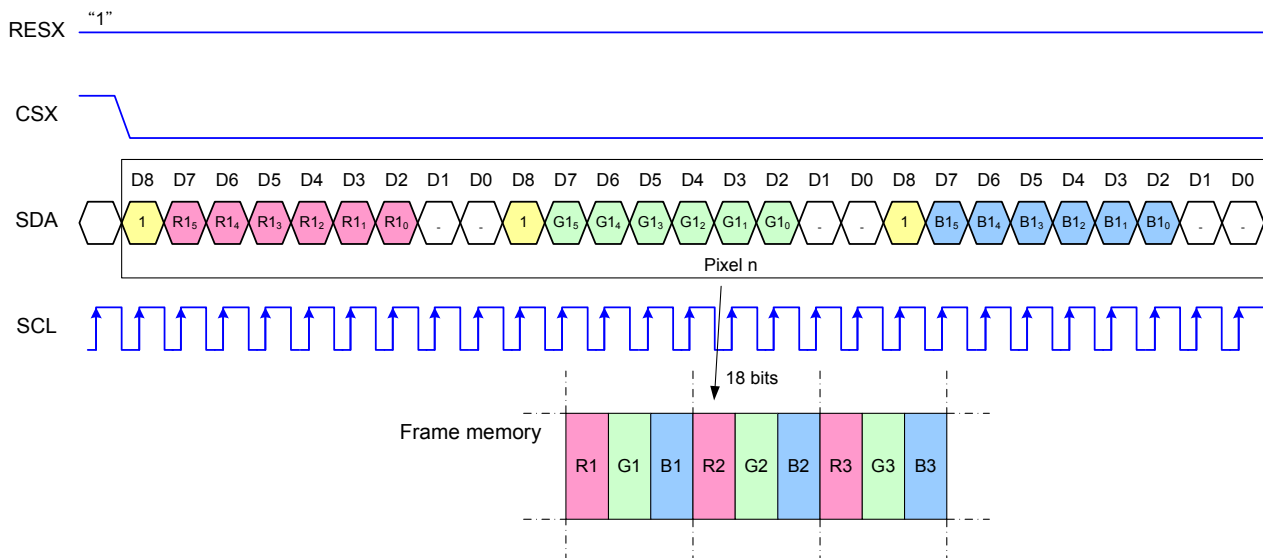 RESX “1”
CSX
D8 D7 D6 D5 D4 D3 D2 D1 D0 D8 D7 D6 D5 D4 D3 D2 D1 D0 D8 D7 D6 D5 D4 D3 D2 D1 D0
SDA 1 R1₅ R1₄ R1₃ R1₂ R1₁ R1₀ - - 1 G1₅ G1₄ G1₃ G1₂ G1₁ G1₀ - - 1 B1₅ B1₄ B1₃ B1₂ B1₁ B1₀ - -
Pixel n
SCL
18 bits
Frame memory
R1 G1 B1 R2 G2 B2 R3 G3 B3